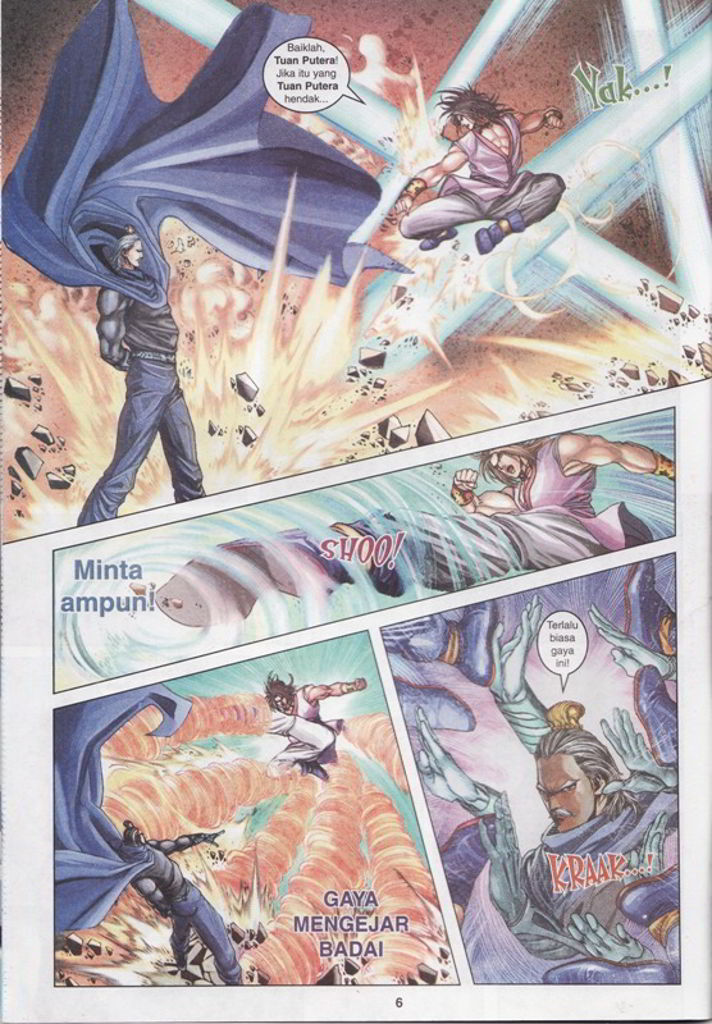 Baiklah,
Tuan Putera!
Jika itu yang
Tuan Putera
hendak...
Yak...!
SHOO!
Minta
ampun!
Terlalu
biasa
gaya
ini!
KRAAK...!
GAYA
MENGEJAR
BADAI
6